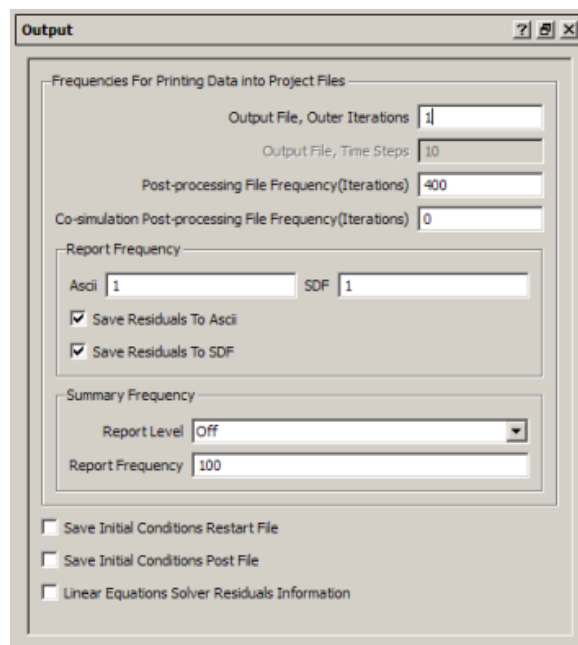 Output
Frequencies For Printing Data into Project Files
Output File, Outer Iterations 1
Output File, Time Steps 10
Post-processing File Frequency(Iterations) 400
Co-simulation Post-processing File Frequency(Iterations) 0
Report Frequency
Ascii 1 SDF 1
Save Residuals To Ascii
Save Residuals To SDF
Summary Frequency
Report Level Off
Report Frequency 100
Save Initial Conditions Restart File
Save Initial Conditions Post File
Linear Equations Solver Residuals Information